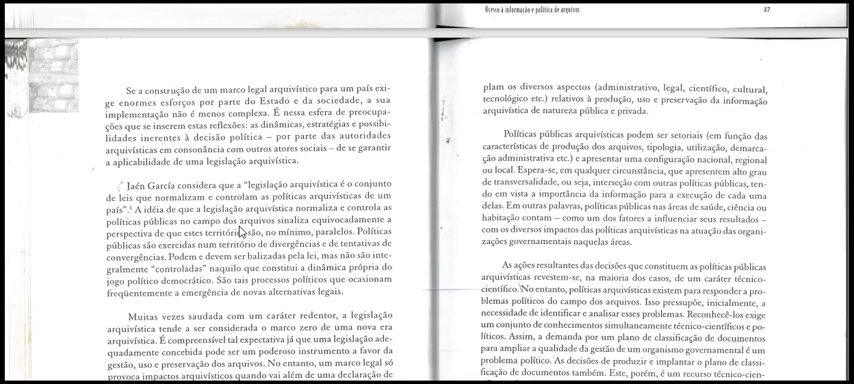 Acesso à informação e política de arquivos 37
Se a construção de um marco legal arquivístico para um país exi-
ge enormes esforços por parte do Estado e da sociedade, a sua
implementação não é menos complexa. É nessa esfera de preocupa-
ções que se inserem estas reflexões: as dinâmicas, estratégias e possibi-
lidades inerentes à decisão política – por parte das autoridades
arquivísticas em consonância com outros atores sociais – de se garantir
a aplicabilidade de uma legislação arquivística.
Jaén García considera que a “legislação arquivística é o conjunto
de leis que normalizam e controlam as políticas arquivísticas de um
país”.¹ A idéia de que a legislação arquivística normaliza e controla as
políticas públicas no campo dos arquivos sinaliza equivocadamente a
perspectiva de que estes território são, no mínimo, paralelos. Políticas
públicas são exercidas num território de divergências e de tentativas de
convergências. Podem e devem ser balizadas pela lei, mas não são inte-
gralmente “controladas” naquilo que constitui a dinâmica própria do
jogo político democrático. São tais processos políticos que ocasionam
freqüentemente a emergência de novas alternativas legais.
Muitas vezes saudada com um caráter redentor, a legislação
arquivística tende a ser considerada o marco zero de uma nova era
arquivística. É compreensível tal expectativa já que uma legislação ade-
quadamente concebida pode ser um poderoso instrumento a favor da
gestão, uso e preservação dos arquivos. No entanto, um marco legal só
provoca impactos arquivísticos quando vai além de uma declaração de
plam os diversos aspectos (administrativo, legal, científico, cultural,
tecnológico etc.) relativos à produção, uso e preservação da informação
arquivística de natureza pública e privada.
Políticas públicas arquivísticas podem ser setoriais (em função das
características de produção dos arquivos, tipologia, utilização, demarca-
ção administrativa etc.) e apresentar uma configuração nacional, regional
ou local. Espera-se, em qualquer circunstância, que apresentem alto grau
de transversalidade, ou seja, interseção com outras políticas públicas, ten-
do em vista a importância da informação para a execução de cada uma
delas. Em outras palavras, políticas públicas nas áreas de saúde, ciência ou
habitação contam – como um dos fatores a influenciar seus resultados –
com os diversos impactos das políticas arquivísticas na atuação das organi-
zações governamentais naquelas áreas.
As ações resultantes das decisões que constituem as políticas públicas
arquivísticas revestem-se, na maioria dos casos, de um caráter técnico-
científico. No entanto, políticas arquivísticas existem para responder a pro-
blemas políticos do campo dos arquivos. Isso pressupõe, inicialmente, a
necessidade de identificar e analisar esses problemas. Reconhecê-los exige
um conjunto de conhecimentos simultaneamente técnico-científicos e po-
líticos. Assim, a demanda por um plano de classificação de documentos
para ampliar a qualidade da gestão de um organismo governamental é um
problema político. As decisões de produzir e implantar o plano de classi-
ficação de documentos também. Este, porém, é um recurso técnico-cien-